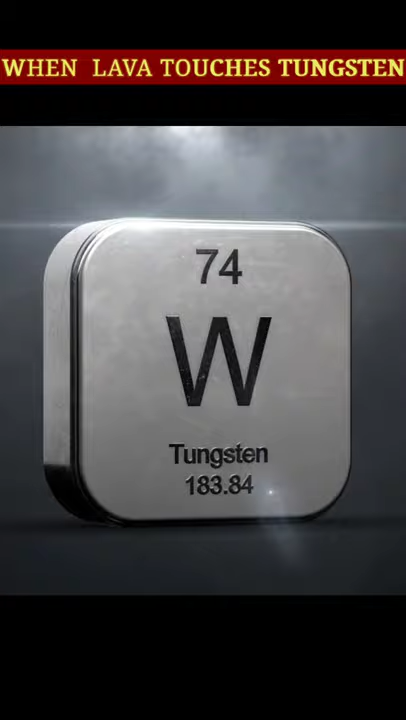 WHEN LAVA TOUCHES TUNGSTEN
74
W
Tungsten
183.84